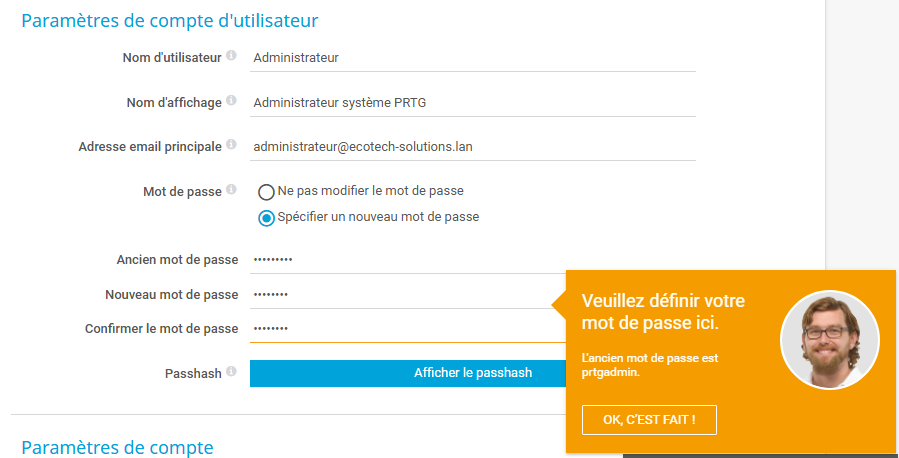 Paramètres de compte d'utilisateur
Nom d'utilisateur Administrateur
Nom d'affichage Administrateur système PRTG
Adresse email principale administrateur@ecotech-solutions.lan
Mot de passe Ne pas modifier le mot de passe
Spécifier un nouveau mot de passe
Ancien mot de passe •••••••••
Nouveau mot de passe ••••••••
Confirmer le mot de passe ••••••••
Passhash Afficher le passhash
Veuillez définir votre
mot de passe ici.
L'ancien mot de passe est
prtgadmin.
OK, C'EST FAIT !
Paramètres de compte